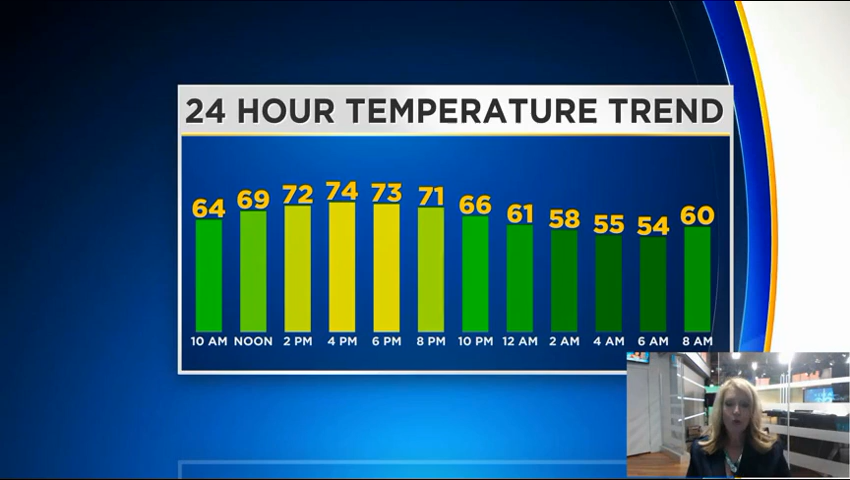 24 HOUR TEMPERATURE TREND
64 69 72 74 73 71 66 61 58 55 54 60
10 AM NOON 2 PM 4 PM 6 PM 8 PM 10 PM 12 AM 2 AM 4 AM 6 AM 8 AM